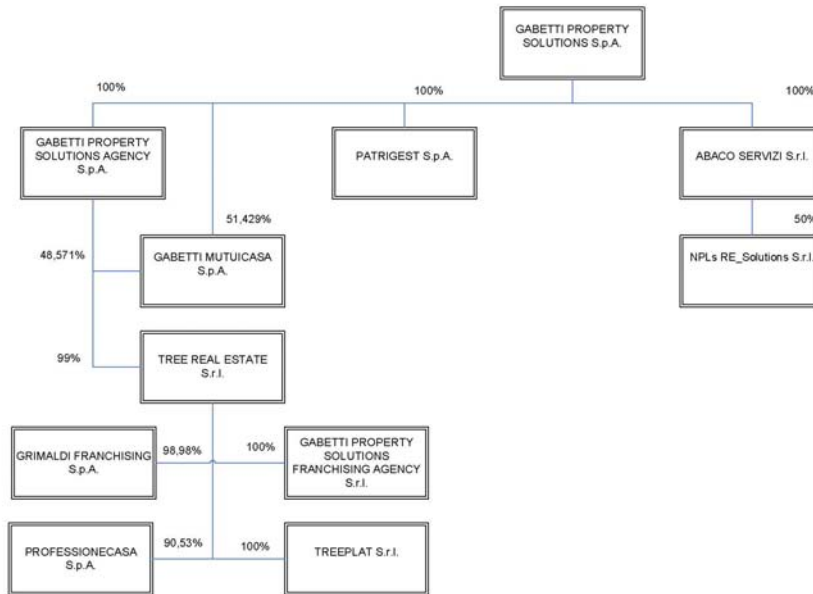 GABETTI PROPERTY
SOLUTIONS S.p.A.
100%
100%
100%
GABETTI PROPERTY
SOLUTIONS AGENCY
S.p.A.
PATRIGEST S.p.A.
ABACO SERVIZI S.r.l.
51,429%
50%
48,571%
GABETTI MUTUICASA
S.p.A.
NPLs RE_Solutions S.r.l.
99%
TREE REAL ESTATE
S.r.l.
GRIMALDI FRANCHISING
S.p.A.
98,98%
100%
GABETTI PROPERTY
SOLUTIONS
FRANCHISING AGENCY
S.r.l.
PROFESSIONECASA
S.p.A.
90,53%
100%
TREEPLAT S.r.l.